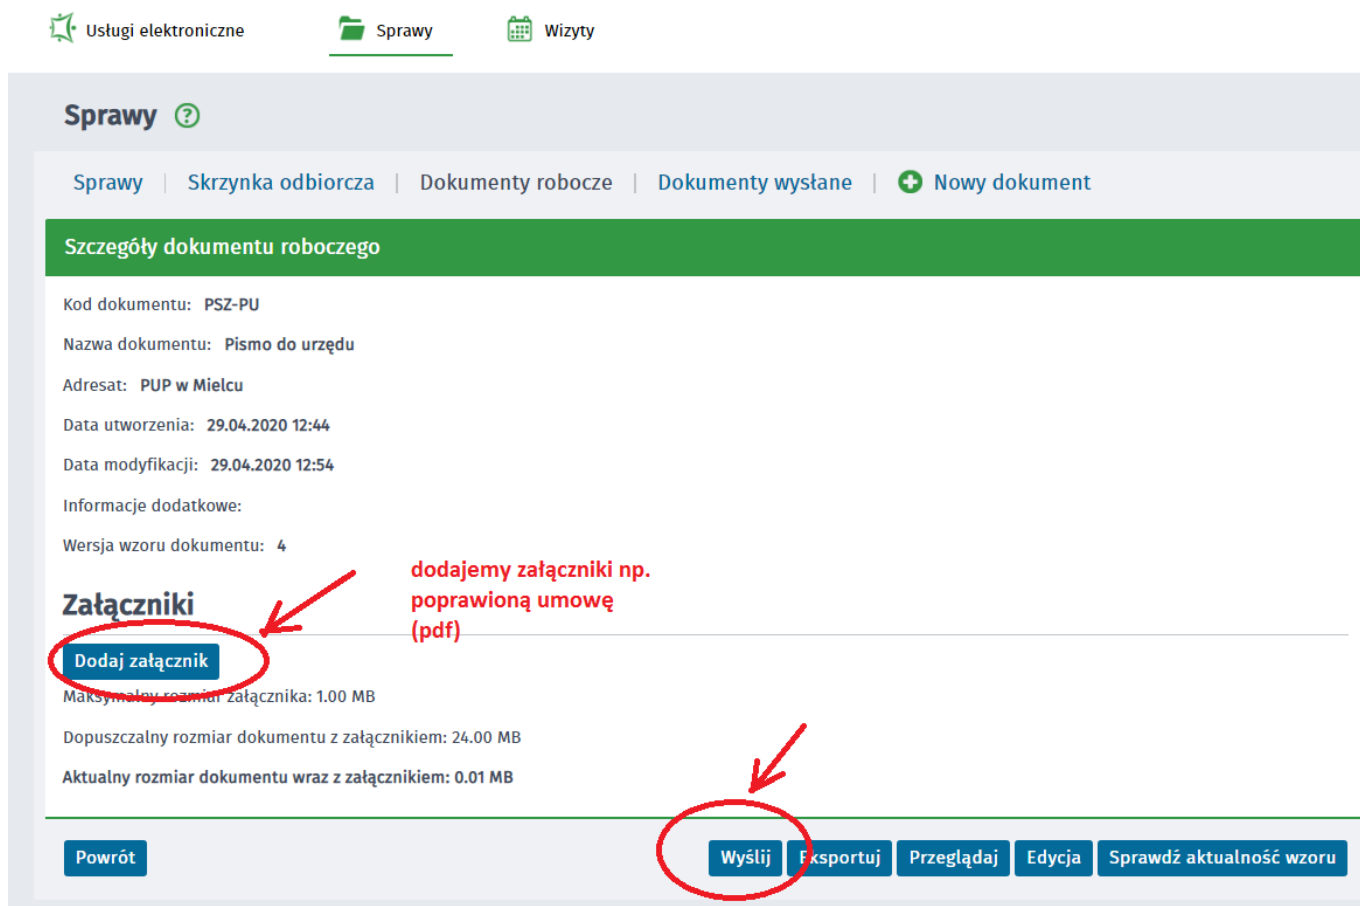 Usługi elektroniczne Sprawy Wizyty
Sprawy ?
Sprawy | Skrzynka odbiorcza | Dokumenty robocze | Dokumenty wysłane | Nowy dokument
Szczegóły dokumentu roboczego
Kod dokumentu: PSZ-PU
Nazwa dokumentu: Pismo do urzędu
Adresat: PUP w Mielcu
Data utworzenia: 29.04.2020 12:44
Data modyfikacji: 29.04.2020 12:54
Informacje dodatkowe:
Wersja wzoru dokumentu: 4
dodajemy załączniki np.
poprawioną umowę
(pdf)
Załączniki
Dodaj załącznik
Maksymalny rozmiar załącznika: 1.00 MB
Dopuszczalny rozmiar dokumentu z załącznikiem: 24.00 MB
Aktualny rozmiar dokumentu wraz z załącznikiem: 0.01 MB
Powrót Wyślij Eksportuj Przeglądaj Edycja Sprawdź aktualność wzoru